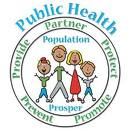 Public Health
Partner
Provide
Protect
Population
Prosper
Prevent
Promote